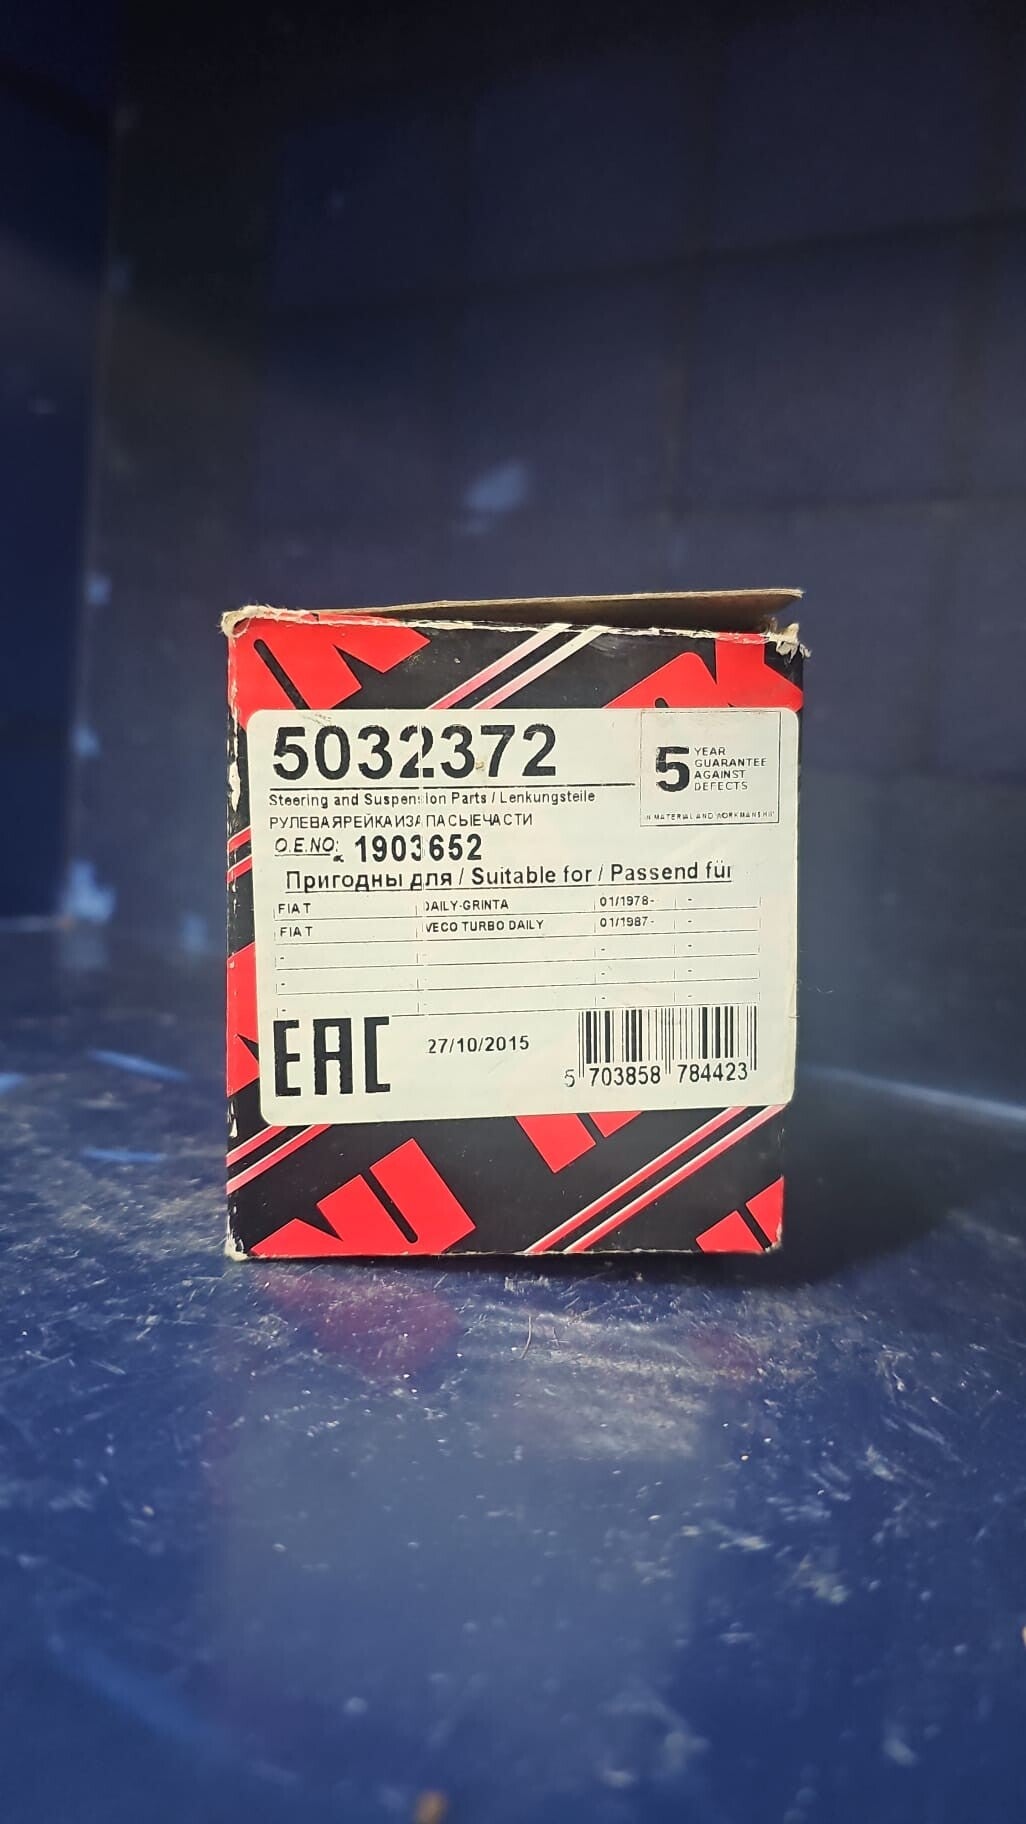 5032372
5 YEAR
GUARANTEE
AGAINST
DEFECTS
IN MATERIAL AND WORKMANSHIP
Steering and Suspension Parts / Lenkungsteile
РУЛЕВАЯРЕЙКАИЗАПАСЫЕЧАСТИ
O.E.NO: 1903652
Пригодны для / Suitable for / Passend für
FIAT DAILY-GRINTA 01/1978- -
FIAT IVECO TURBO DAILY 01/1987- -
- - - -
- - - -
- - - -
EAC 27/10/2015
5 703858 784423